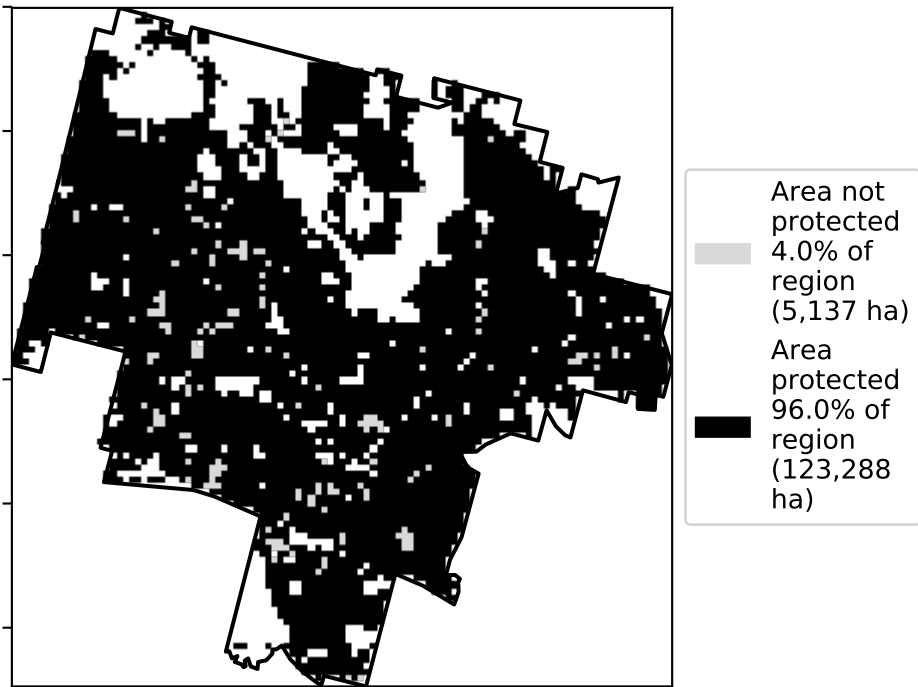 Area not
protected
4.0% of
region
(5,137 ha)
Area
protected
96.0% of
region
(123,288
ha)